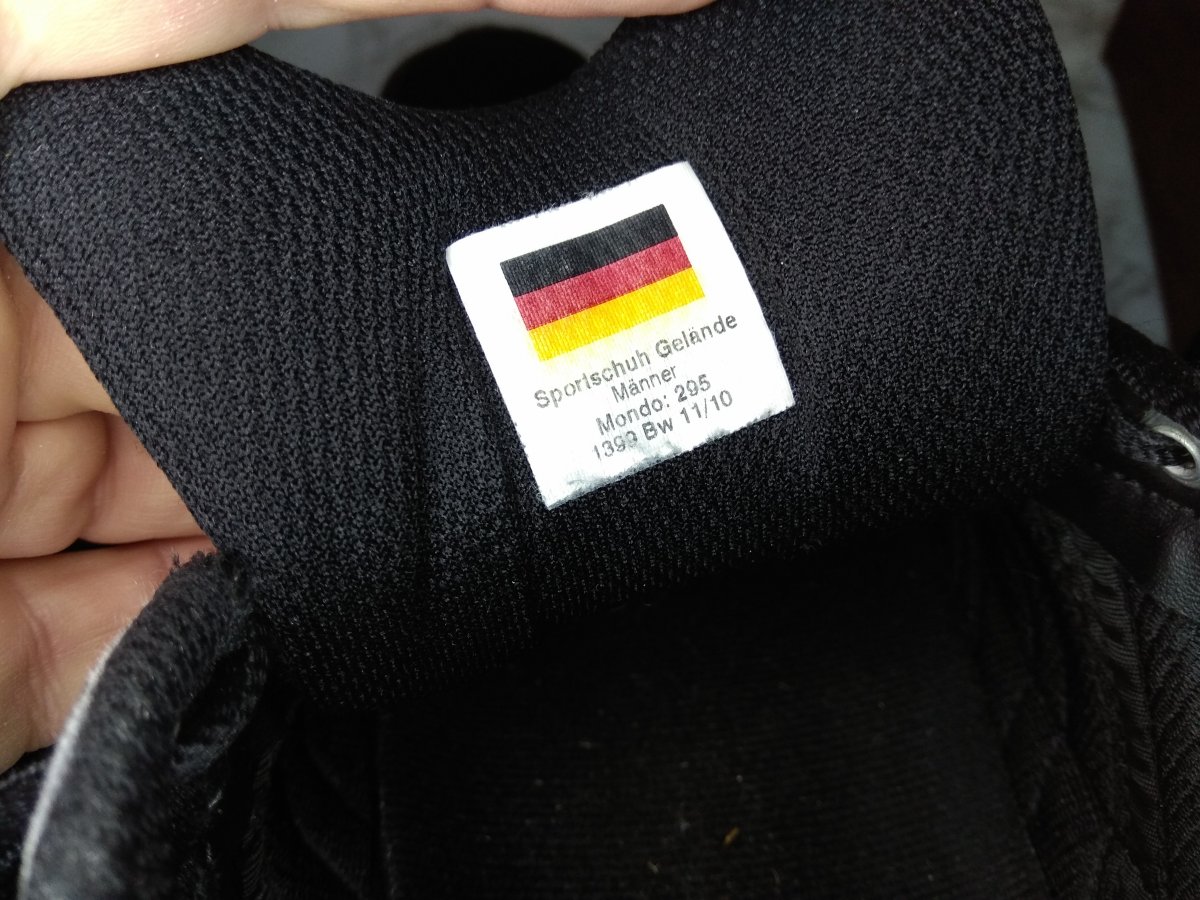 Sportschuh Gelände
Männer
Mondo: 295
1399 Bw 11/10